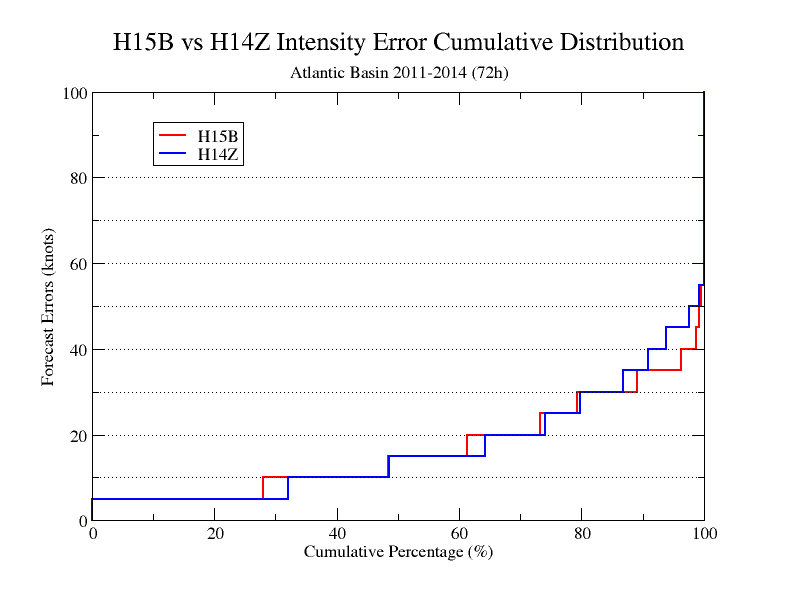 H15B vs H14Z Intensity Error Cumulative Distribution
Atlantic Basin 2011-2014 (72h)
100
H15B
H14Z
80
60
Forecast Errors (knots)
40
20
0
0 20 40 60 80 100
Cumulative Percentage (%)